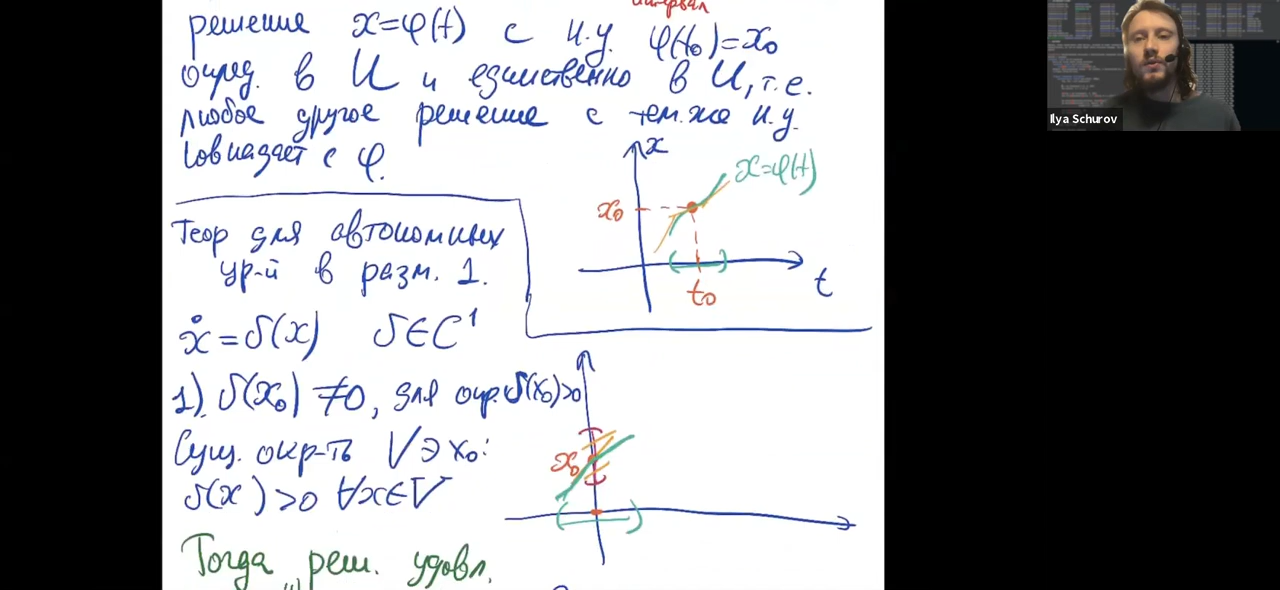 интервал
решение x=φ(t) с н.у. φ(t₀)=x₀
опред. в U и единственно в U, т.е.
любое другое решение с тем же н.у.
совпадает с φ.
x
x=φ(t)
x₀
t₀
t
Теор для автономных
ур-й в разм. 1.
ẋ = f(x) f∈C¹
1). f(x₀) ≠0, для опр. f(x₀)>0
Сущ. окр-ть V∋x₀:
f(x)>0 ∀x∈V
x₀
Тогда реш. удовл.
Ilya Schurov